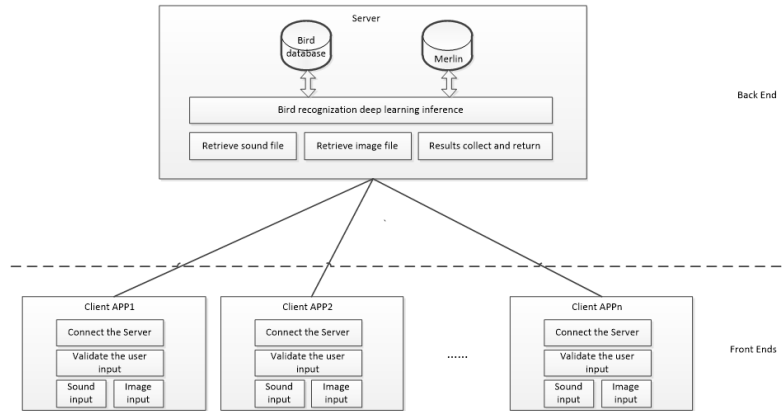 Server
Bird
database
Merlin
Bird recognization deep learning inference
Retrieve sound file
Retrieve image file
Results collect and return
Back End
Client APP1
Connect the Server
Validate the user
input
Sound
input
Image
input
Client APP2
Connect the Server
Validate the user
input
Sound
input
Image
input
......
Client APPn
Connect the Server
Validate the user
input
Sound
input
Image
input
Front Ends